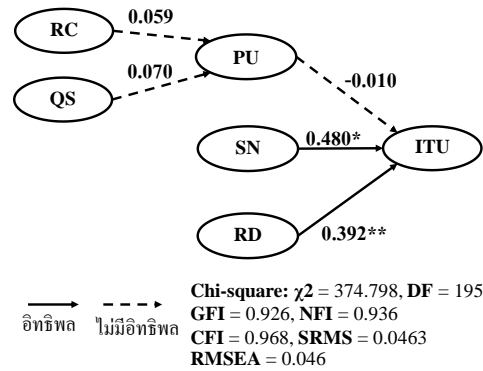 RC
0.059
PU
0.070
QS
-0.010
SN
0.480*
ITU
RD
0.392**
อิทธิพล
ไม่มีอิทธิพล
Chi-square: χ2 = 374.798, DF = 195
GFI = 0.926, NFI = 0.936
CFI = 0.968, SRMS = 0.0463
RMSEA = 0.046